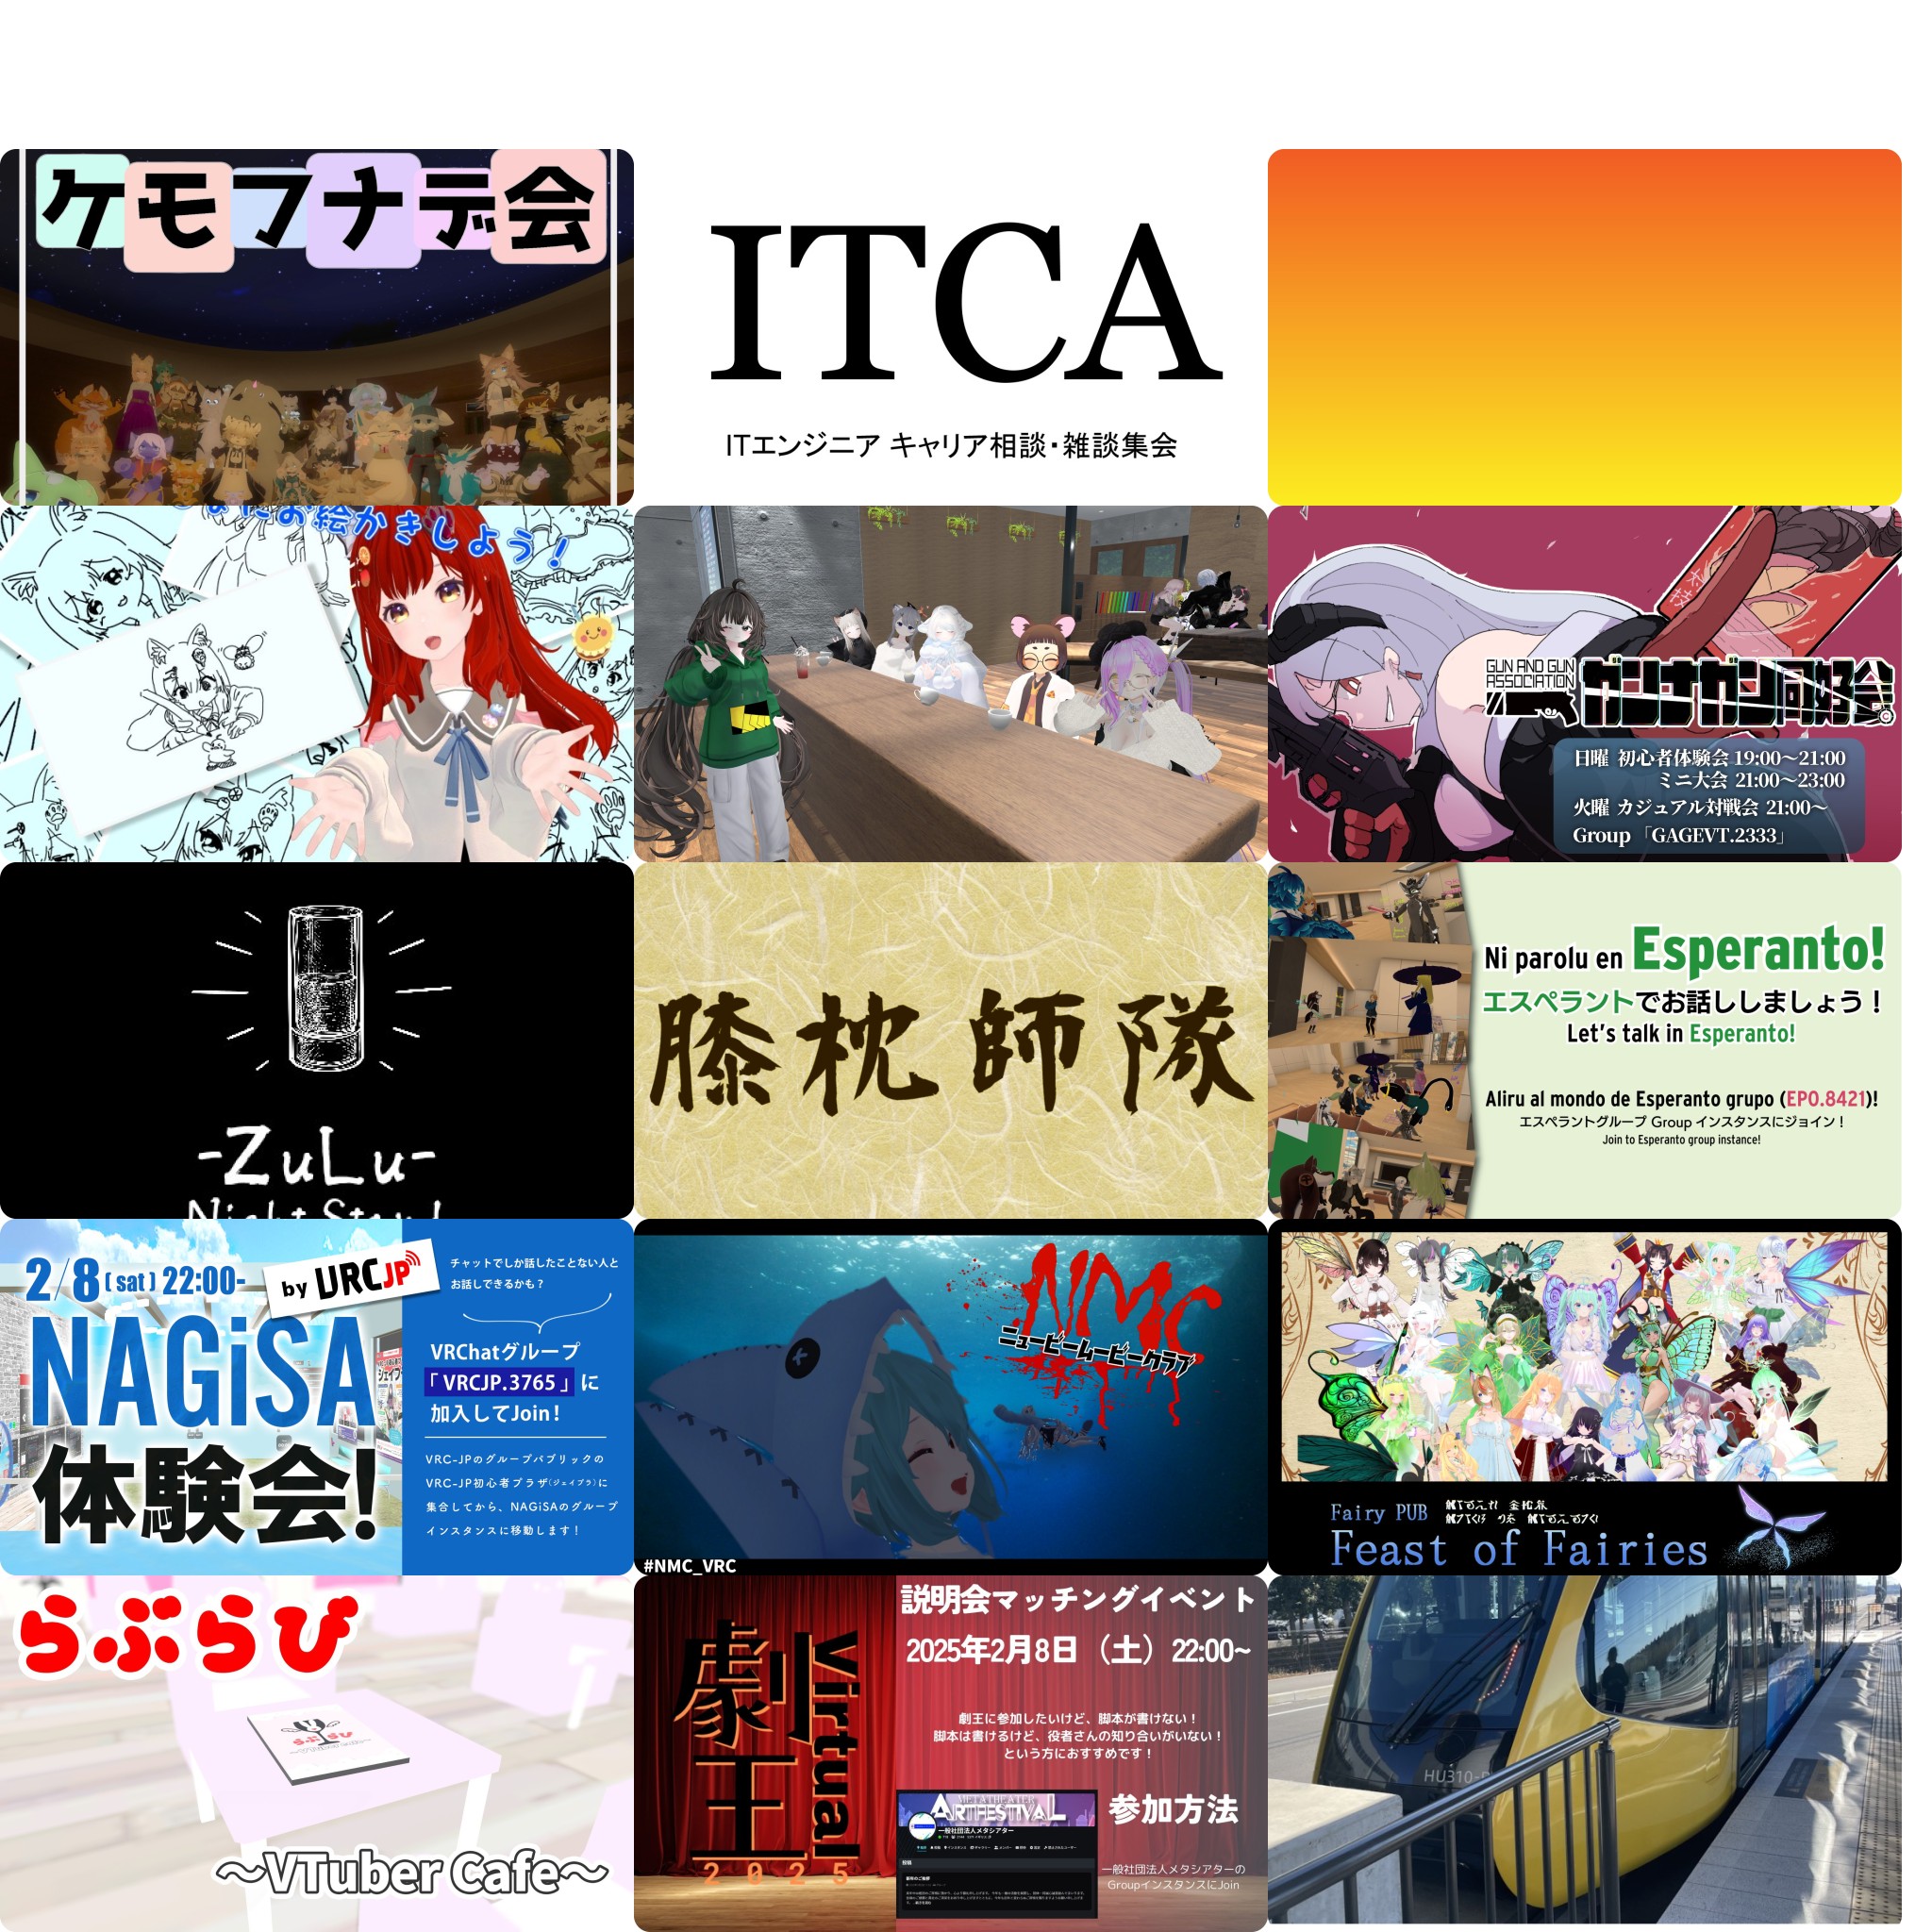 ケモフナデ会
ITCA
ITエンジニア キャリア相談・雑談集会
お絵かきしよう!
GUN AND GUN
ASSOCIATION
ガンナガン同好会
日曜 初心者体験会 19:00〜21:00
ミニ大会 21:00〜23:00
火曜 カジュアル対戦会 21:00〜
Group 「GAGEVT.2333」
-ZuLu-
膝枕師隊
Ni parolu en Esperanto!
エスペラントでお話ししましょう！
Let's talk in Esperanto!
Aliru al mondo de Esperanto grupo (EPO.8421)!
エスペラントグループ Group インスタンスにジョイン！
Join to Esperanto group instance!
2/8 [sat] 22:00-
by VRCJP
NAGiSA
体験会!
チャットでしか話したことない人と
お話しできるかも？
VRChatグループ
「VRCJP.3765」に
加入してJoin!
VRC-JPのグループパブリックの
VRC-JP初心者プラザ(ジェイプラ)に
集合してから、NAGiSAのグループ
インスタンスに移動します！
NMC
ニュービームービークラブ
#NMC_VRC
Fairy PUB
Feast of Fairies
らぶらび
〜VTuber Cafe〜
劇王
Virtual
2025
説明会マッチングイベント
2025年2月8日（土）22:00~
劇王に参加したいけど、脚本が書けない！
脚本は書けるけど、役者さんの知り合いがいない！
という方におすすめです！
METATHEATER
ARTFESTIVAL
一般社団法人メタシアター
参加方法
一般社団法人メタシアターの
GroupインスタンスにJoin